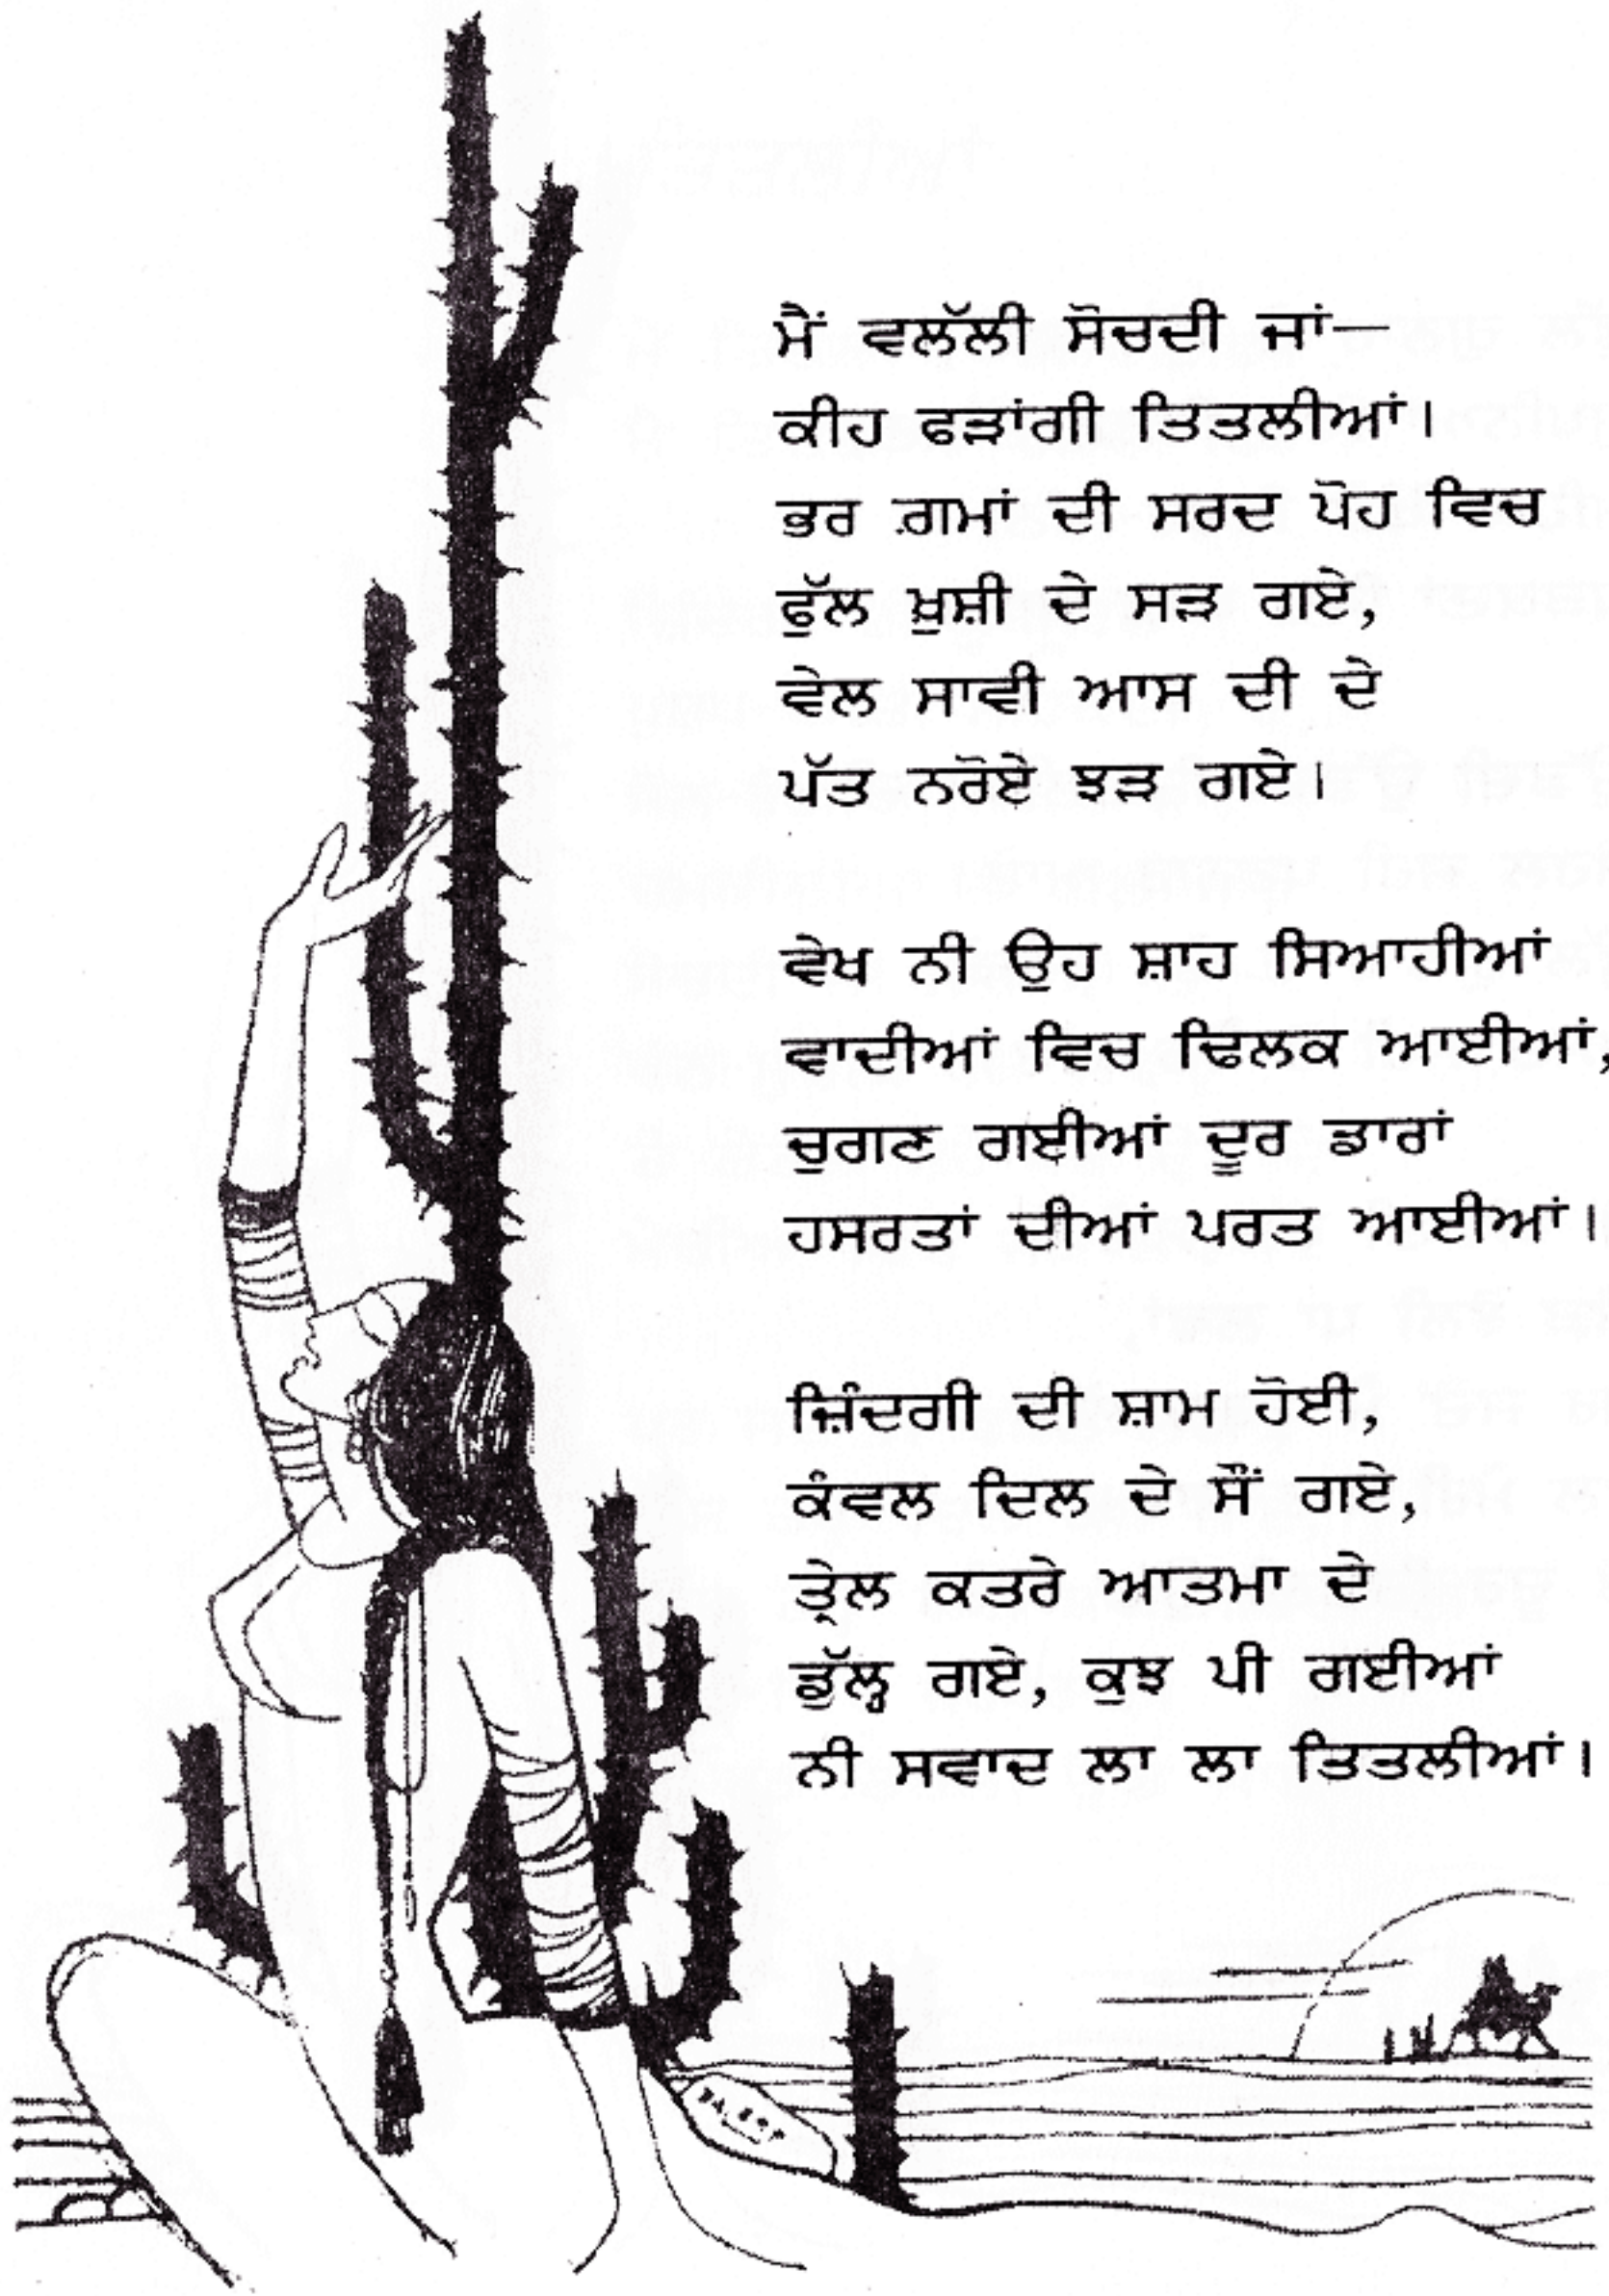 ਮੈਂ ਵਲੱਲੀ ਸੋਚਦੀ ਜਾਂ—
ਕੀਹ ਫੜਾਂਗੀ ਤਿਤਲੀਆਂ।
ਭਰ ਗ਼ਮਾਂ ਦੀ ਸਰਦ ਪੋਹ ਵਿਚ
ਫੁੱਲ ਖ਼ੁਸ਼ੀ ਦੇ ਸੜ ਗਏ,
ਵੇਲ ਸਾਵੀ ਆਸ ਦੀ ਦੇ
ਪੱਤ ਨਰੋਏ ਝੜ ਗਏ।
ਵੇਖ ਨੀ ਉਹ ਸ਼ਾਹ ਸਿਆਹੀਆਂ
ਵਾਦੀਆਂ ਵਿਚ ਢਿਲਕ ਆਈਆਂ,
ਚੁਗਣ ਗਈਆਂ ਦੂਰ ਡਾਰਾਂ
ਹਸਰਤਾਂ ਦੀਆਂ ਪਰਤ ਆਈਆਂ।
ਜ਼ਿੰਦਗੀ ਦੀ ਸ਼ਾਮ ਹੋਈ,
ਕੰਵਲ ਦਿਲ ਦੇ ਸੌਂ ਗਏ,
ਤ੍ਰੇਲ ਕਤਰੇ ਆਤਮਾ ਦੇ
ਡੁੱਲ੍ਹ ਗਏ, ਕੁਝ ਪੀ ਗਈਆਂ
ਨੀ ਸਵਾਦ ਲਾ ਲਾ ਤਿਤਲੀਆਂ।